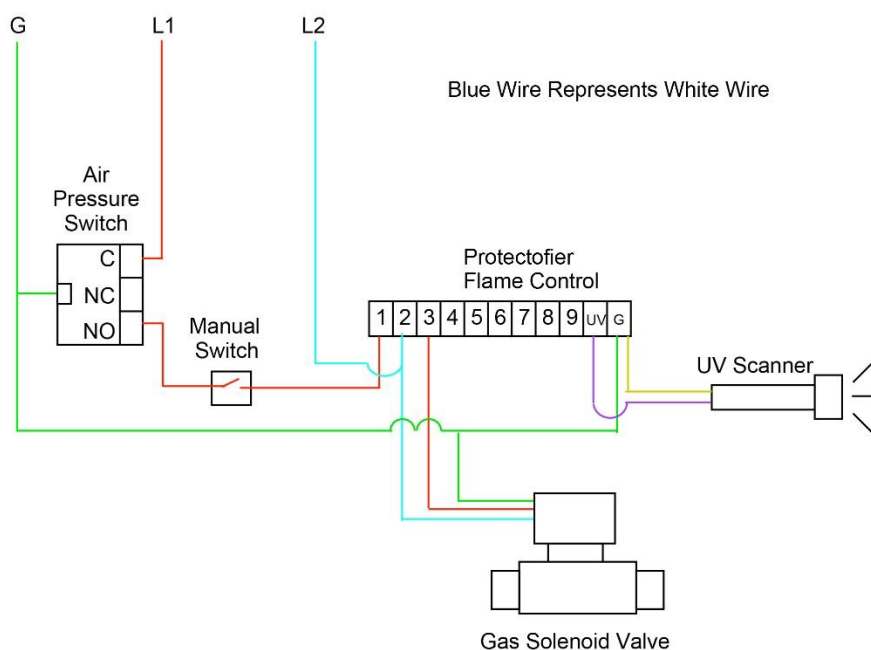 G
L1
L2
Blue Wire Represents White Wire
Air
Pressure
Switch
C
NC
NO
Manual
Switch
Protectofier
Flame Control
1 2 3 4 5 6 7 8 9 UV G
UV Scanner
Gas Solenoid Valve